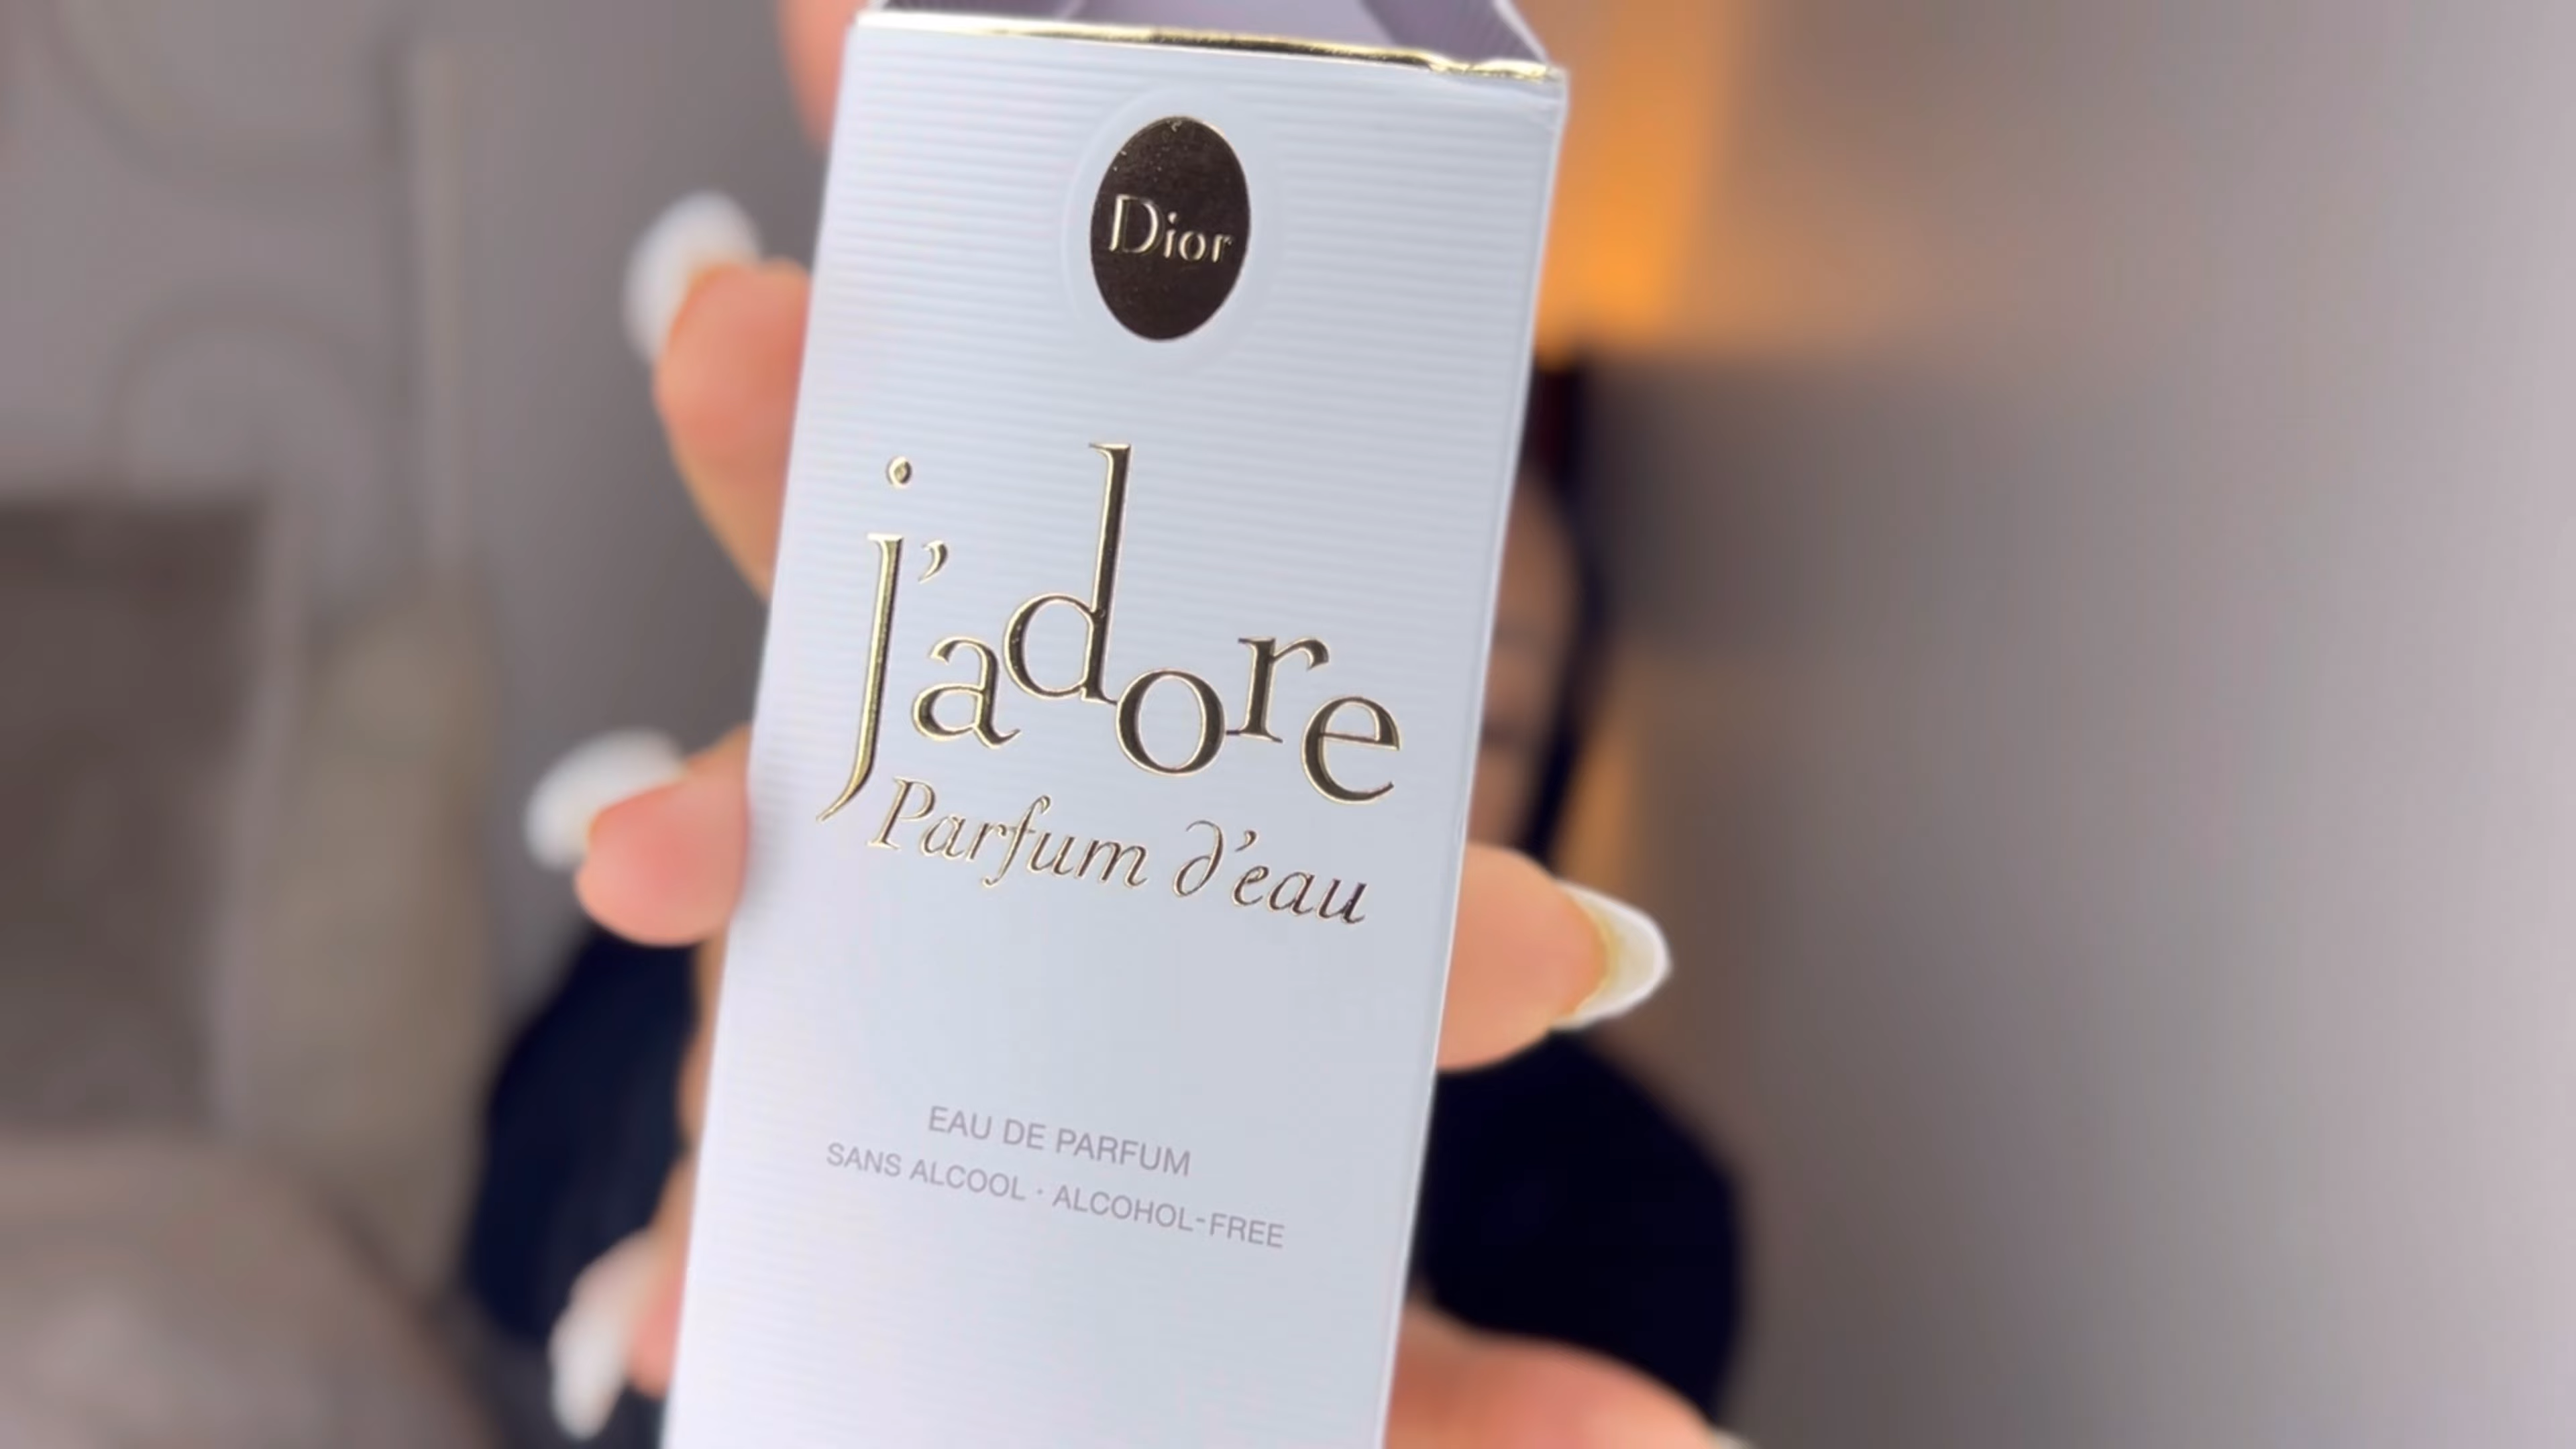 Dior
j'adore
Parfum d'eau
EAU DE PARFUM
SANS ALCOOL · ALCOHOL-FREE